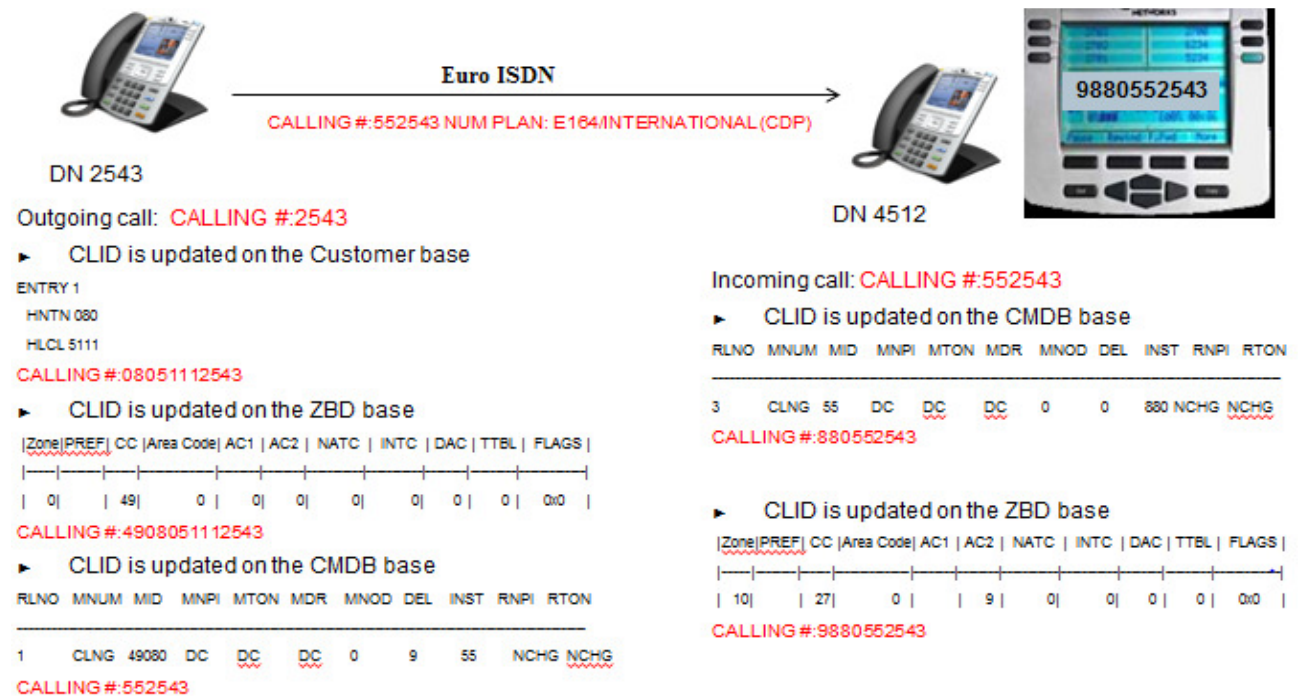 NETWORKS
9880552543
Euro ISDN
CALLING #:552543 NUM PLAN: E164/INTERNATIONAL(CDP)
DN 2543
DN 4512
Outgoing call: CALLING #:2543
► CLID is updated on the Customer base
ENTRY 1
HNTN 080
HLCL 5111
CALLING #:08051112543
► CLID is updated on the ZBD base
|Zone|PREF| CC |Area Code| AC1 | AC2 | NATC | INTC | DAC | TTBL | FLAGS |
| 0| | 49| 0 | 0| 0| 0| 0| 0 | 0 | 0x0 |
CALLING #:4908051112543
► CLID is updated on the CMDB base
RLNO MNUM MID MNPI MTON MDR MNOD DEL INST RNPI RTON
1 CLNG 49080 DC DC DC 0 9 55 NCHG NCHG
CALLING #:552543
Incoming call: CALLING #:552543
► CLID is updated on the CMDB base
RLNO MNUM MID MNPI MTON MDR MNOD DEL INST RNPI RTON
3 CLNG 55 DC DC DC 0 0 880 NCHG NCHG
CALLING #:880552543
► CLID is updated on the ZBD base
|Zone|PREF| CC |Area Code| AC1 | AC2 | NATC | INTC | DAC | TTBL | FLAGS |
| 10| | 27| 0 | | 9 | 0| 0| 0 | 0 | 0x0 |
CALLING #:9880552543